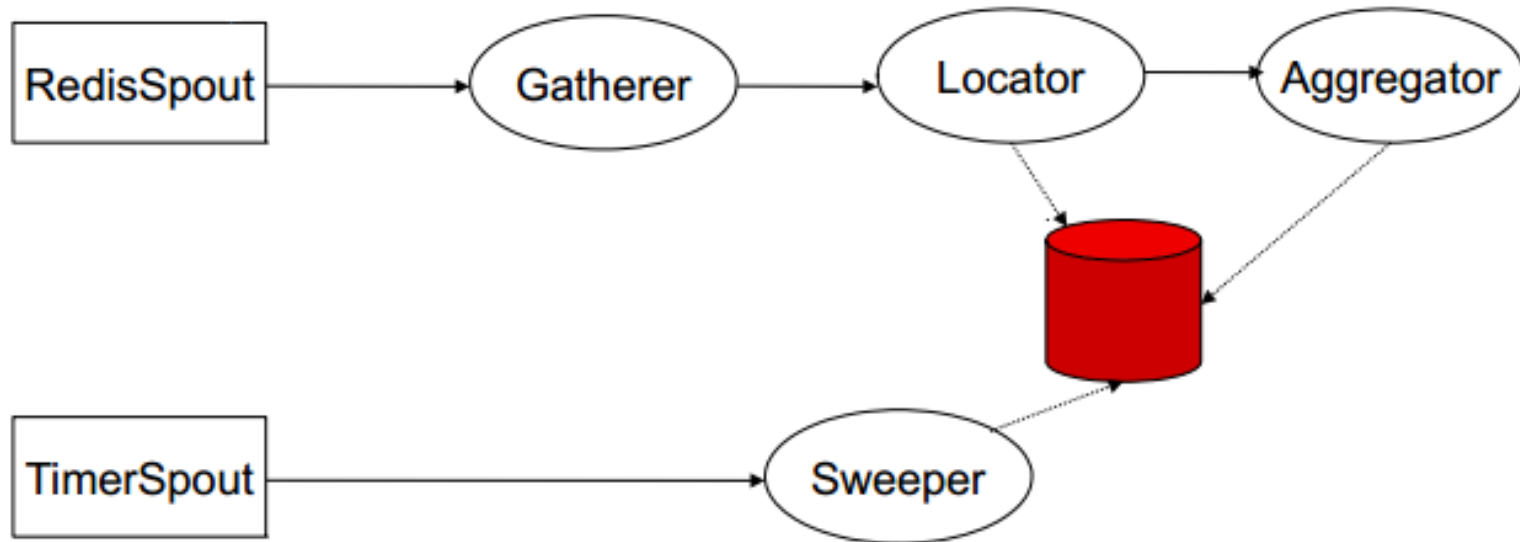 RedisSpout
Gatherer
Locator
Aggregator
TimerSpout
Sweeper